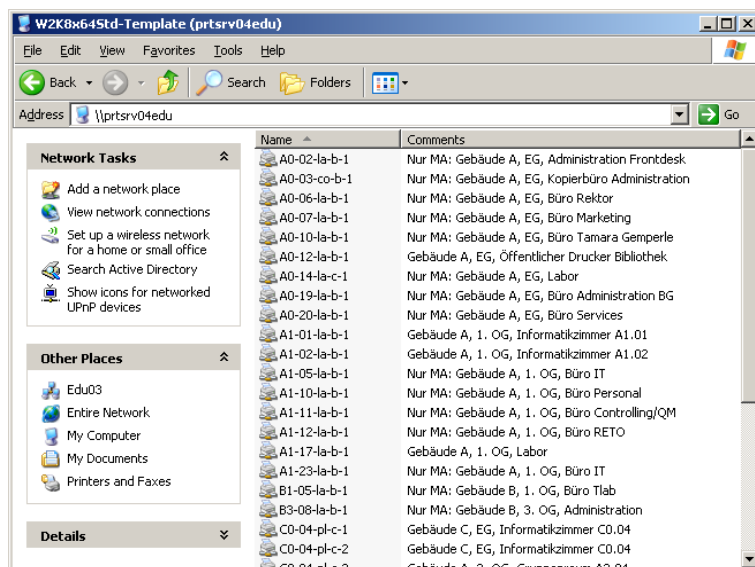 W2K8x64Std-Template (prtsrv04edu)
File Edit View Favorites Tools Help
Back Search Folders
Address \\prtsrv04edu Go
Network Tasks
Add a network place
View network connections
Set up a wireless network
for a home or small office
Search Active Directory
Show icons for networked
UPnP devices
Other Places
Edu03
Entire Network
My Computer
My Documents
Printers and Faxes
Details
Name Comments
A0-02-la-b-1 Nur MA: Gebäude A, EG, Administration Frontdesk
A0-03-co-b-1 Nur MA: Gebäude A, EG, Kopierbüro Administration
A0-06-la-b-1 Nur MA: Gebäude A, EG, Büro Rektor
A0-07-la-b-1 Nur MA: Gebäude A, EG, Büro Marketing
A0-10-la-b-1 Nur MA: Gebäude A, EG, Büro Tamara Gemperle
A0-12-la-b-1 Gebäude A, EG, Öffentlicher Drucker Bibliothek
A0-14-la-c-1 Nur MA: Gebäude A, EG, Labor
A0-19-la-b-1 Nur MA: Gebäude A, EG, Büro Administration BG
A0-20-la-b-1 Nur MA: Gebäude A, EG, Büro Services
A1-01-la-b-1 Gebäude A, 1. OG, Informatikzimmer A1.01
A1-02-la-b-1 Gebäude A, 1. OG, Informatikzimmer A1.02
A1-05-la-b-1 Nur MA: Gebäude A, 1. OG, Büro IT
A1-10-la-b-1 Nur MA: Gebäude A, 1. OG, Büro Personal
A1-11-la-b-1 Nur MA: Gebäude A, 1. OG, Büro Controlling/QM
A1-12-la-b-1 Nur MA: Gebäude A, 1. OG, Büro RETO
A1-17-la-b-1 Gebäude A, 1. OG, Labor
A1-23-la-b-1 Nur MA: Gebäude A, 1. OG, Büro IT
B1-05-la-b-1 Nur MA: Gebäude B, 1. OG, Büro Tlab
B3-08-la-b-1 Nur MA: Gebäude B, 3. OG, Administration
C0-04-pl-c-1 Gebäude C, EG, Informatikzimmer C0.04
C0-04-pl-c-2 Gebäude C, EG, Informatikzimmer C0.04